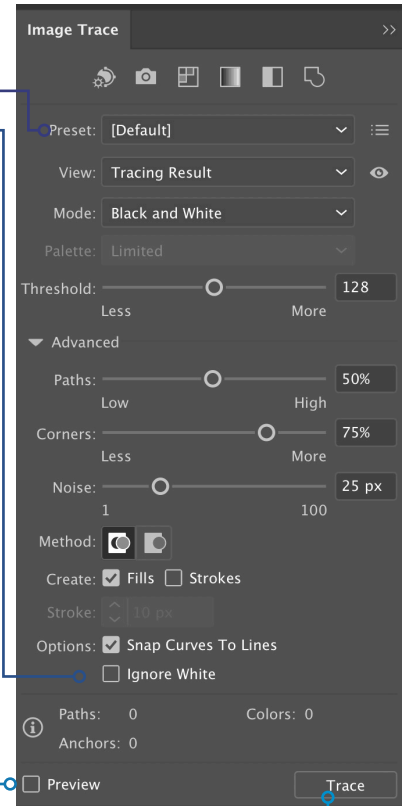 Image Trace
Preset: [Default]
View: Tracing Result
Mode: Black and White
Palette: Limited
Threshold: 128
Less More
Advanced
Paths: 50%
Low High
Corners: 75%
Less More
Noise: 25 px
1 100
Method:
Create: Fills Strokes
Stroke: 10 px
Options: Snap Curves To Lines
Ignore White
Paths: 0 Colors: 0
Anchors: 0
Preview Trace